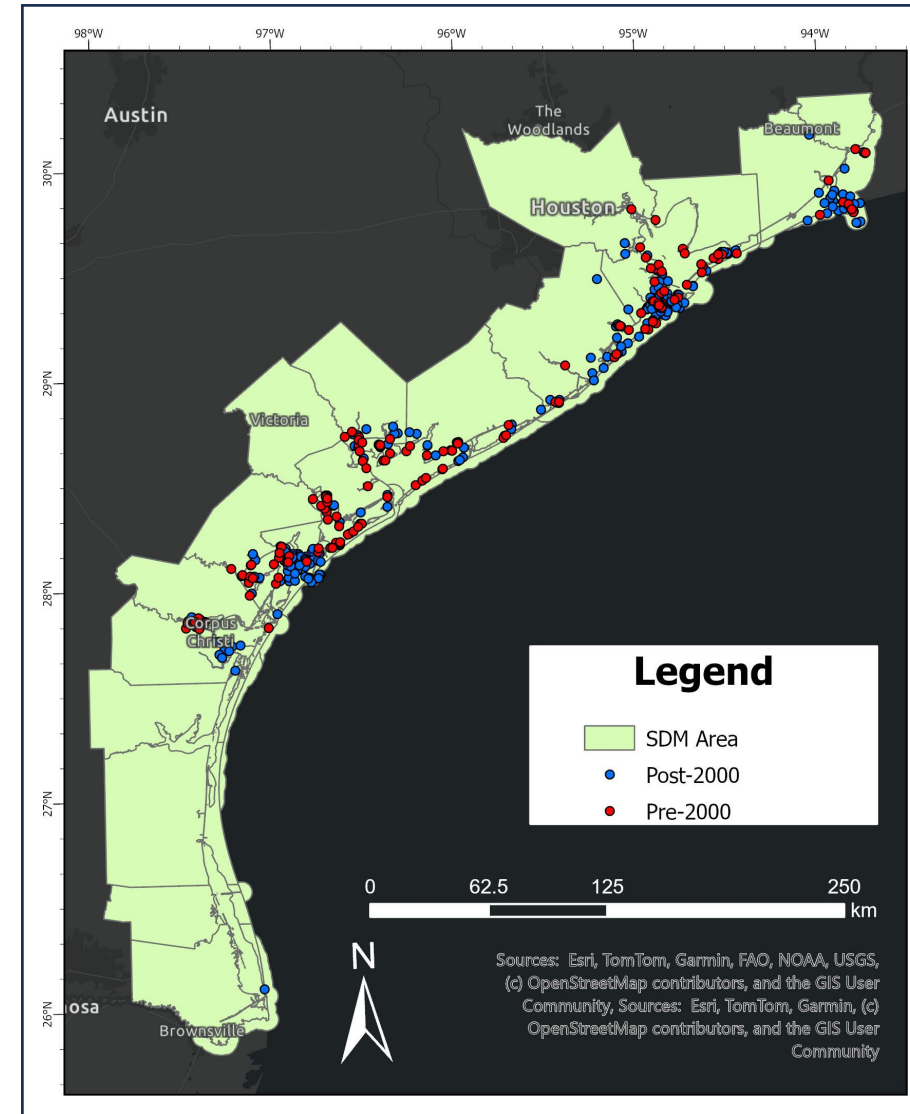 98°W 97°W 96°W 95°W 94°W
Austin
The
Woodlands
Beaumont
30°N
Houston
29°N
Victoria
28°N
Corpus
Christi
Legend
SDM Area
Post-2000
Pre-2000
27°N
0 62.5 125 250
km
N
Sources: Esri, TomTom, Garmin, FAO, NOAA, USGS,
(c) OpenStreetMap contributors, and the GIS User
Community, Sources: Esri, TomTom, Garmin, (c)
OpenStreetMap contributors, and the GIS User
Community
26°N
nosa
Brownsville